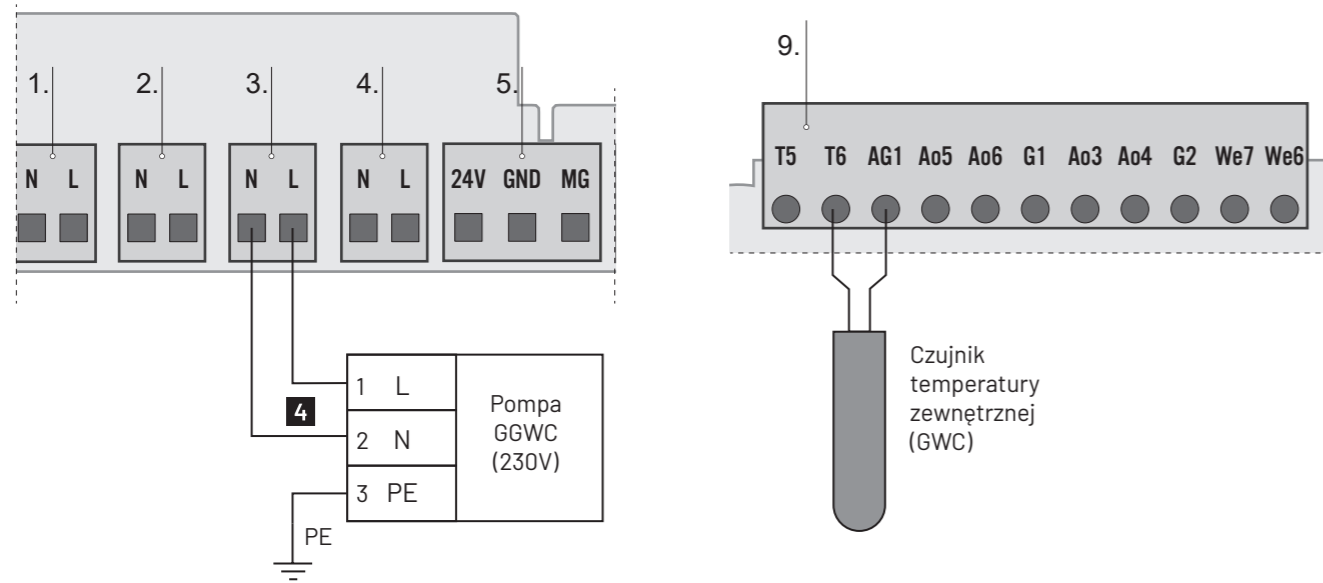 1. 2. 3. 4. 5.
N L N L N L N L 24V GND MG
1 L
4
2 N
3 PE
PE
Pompa
GGWC
(230V)
9.
T5 T6 AG1 Ao5 Ao6 G1 Ao3 Ao4 G2 We7 We6
Czujnik
temperatury
zewnętrznej
(GWC)